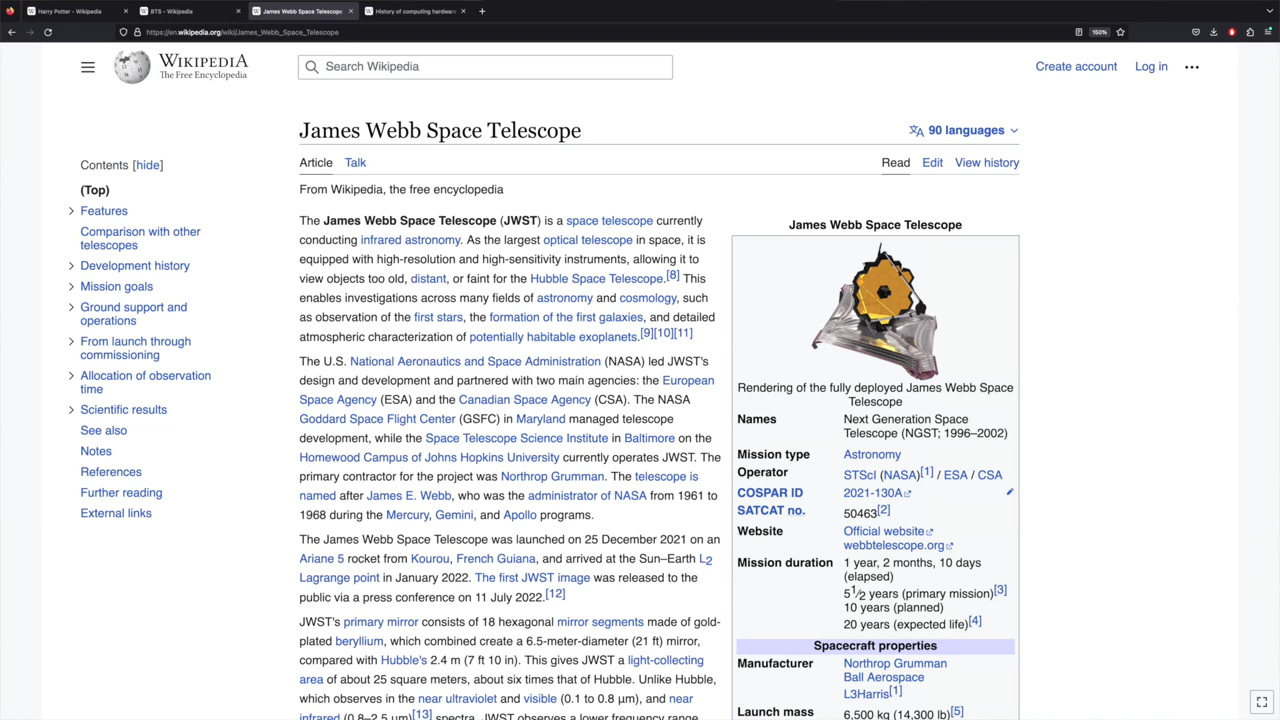 Harry Potter - Wikipedia
BTS - Wikipedia
James Webb Space Telescope
History of computing hardware
https://en.wikipedia.org/wiki/James_Webb_Space_Telescope
150%
WIKIPEDIA
The Free Encyclopedia
Search Wikipedia
Create account
Log in
James Webb Space Telescope
90 languages
Contents [hide]
(Top)
Features
Comparison with other
telescopes
Development history
Mission goals
Ground support and
operations
From launch through
commissioning
Allocation of observation
time
Scientific results
See also
Notes
References
Further reading
External links
Article
Talk
Read
Edit
View history
From Wikipedia, the free encyclopedia
The James Webb Space Telescope (JWST) is a space telescope currently
conducting infrared astronomy. As the largest optical telescope in space, it is
equipped with high-resolution and high-sensitivity instruments, allowing it to
view objects too old, distant, or faint for the Hubble Space Telescope.[8] This
enables investigations across many fields of astronomy and cosmology, such
as observation of the first stars, the formation of the first galaxies, and detailed
atmospheric characterization of potentially habitable exoplanets.[9][10][11]
The U.S. National Aeronautics and Space Administration (NASA) led JWST's
design and development and partnered with two main agencies: the European
Space Agency (ESA) and the Canadian Space Agency (CSA). The NASA
Goddard Space Flight Center (GSFC) in Maryland managed telescope
development, while the Space Telescope Science Institute in Baltimore on the
Homewood Campus of Johns Hopkins University currently operates JWST. The
primary contractor for the project was Northrop Grumman. The telescope is
named after James E. Webb, who was the administrator of NASA from 1961 to
1968 during the Mercury, Gemini, and Apollo programs.
The James Webb Space Telescope was launched on 25 December 2021 on an
Ariane 5 rocket from Kourou, French Guiana, and arrived at the Sun–Earth L2
Lagrange point in January 2022. The first JWST image was released to the
public via a press conference on 11 July 2022.[12]
JWST's primary mirror consists of 18 hexagonal mirror segments made of gold-
plated beryllium, which combined create a 6.5-meter-diameter (21 ft) mirror,
compared with Hubble's 2.4 m (7 ft 10 in). This gives JWST a light-collecting
area of about 25 square meters, about six times that of Hubble. Unlike Hubble,
which observes in the near ultraviolet and visible (0.1 to 0.8 μm), and near
infrared (0.8–2.5 μm)[13] spectra, JWST observes a lower frequency range
James Webb Space Telescope
Rendering of the fully deployed James Webb Space
Telescope
Names Next Generation Space
Telescope (NGST; 1996–2002)
Mission type Astronomy
Operator STScI (NASA)[1] / ESA / CSA
COSPAR ID 2021-130A
SATCAT no. 50463[2]
Website Official website
webbtelescope.org
Mission duration 1 year, 2 months, 10 days
(elapsed)
5 1⁄2 years (primary mission)[3]
10 years (planned)
20 years (expected life)[4]
Spacecraft properties
Manufacturer Northrop Grumman
Ball Aerospace
L3Harris[1]
Launch mass 6,500 kg (14,300 lb)[5]